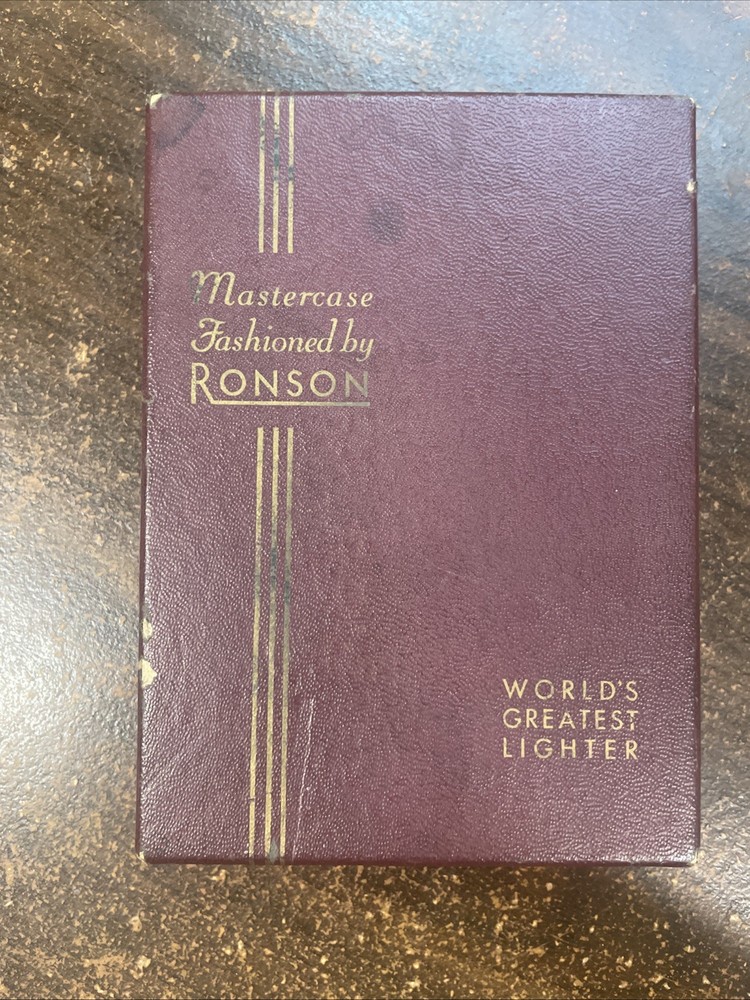 Mastercase
Fashioned by
RONSON
WORLD'S
GREATEST
LIGHTER